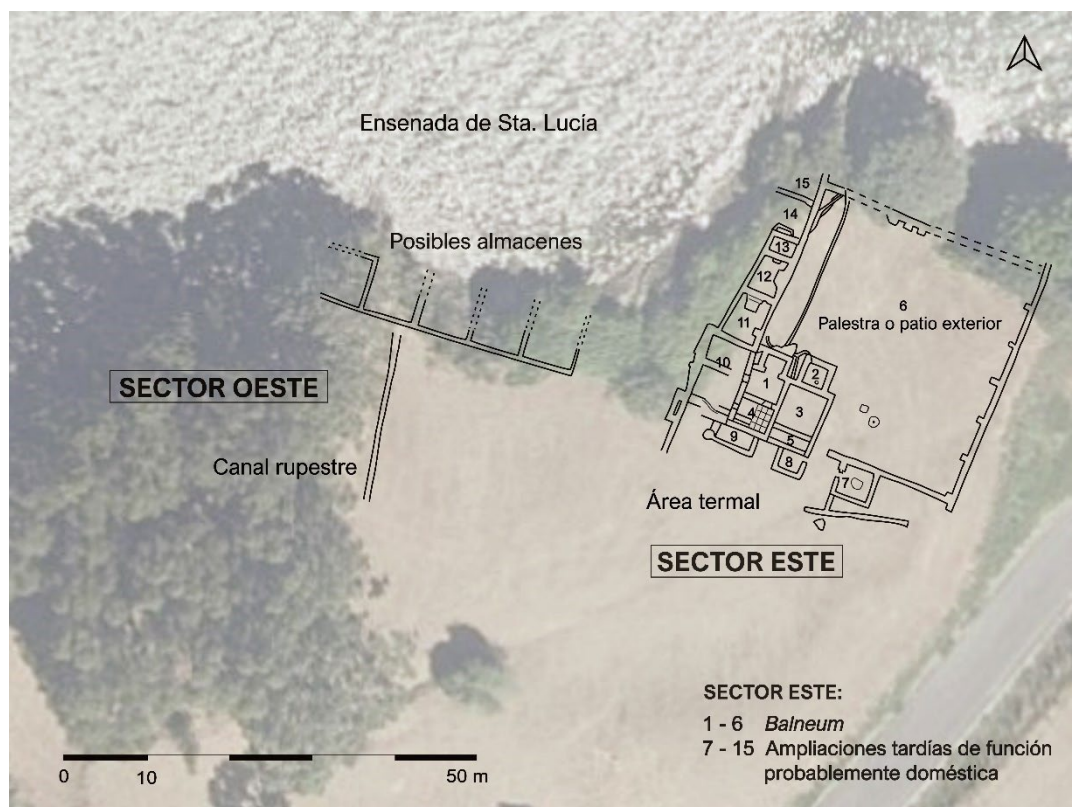 Ensenada de Sta. Lucía
Posibles almacenes
SECTOR OESTE
Canal rupestre
15
14
13
12
11
10
6
Palestra o patio exterior
2
1
3
4
5
9
8
7
Área termal
SECTOR ESTE
SECTOR ESTE:
1 - 6 Balneum
7 - 15 Ampliaciones tardías de función
probablemente doméstica
0 10 50 m